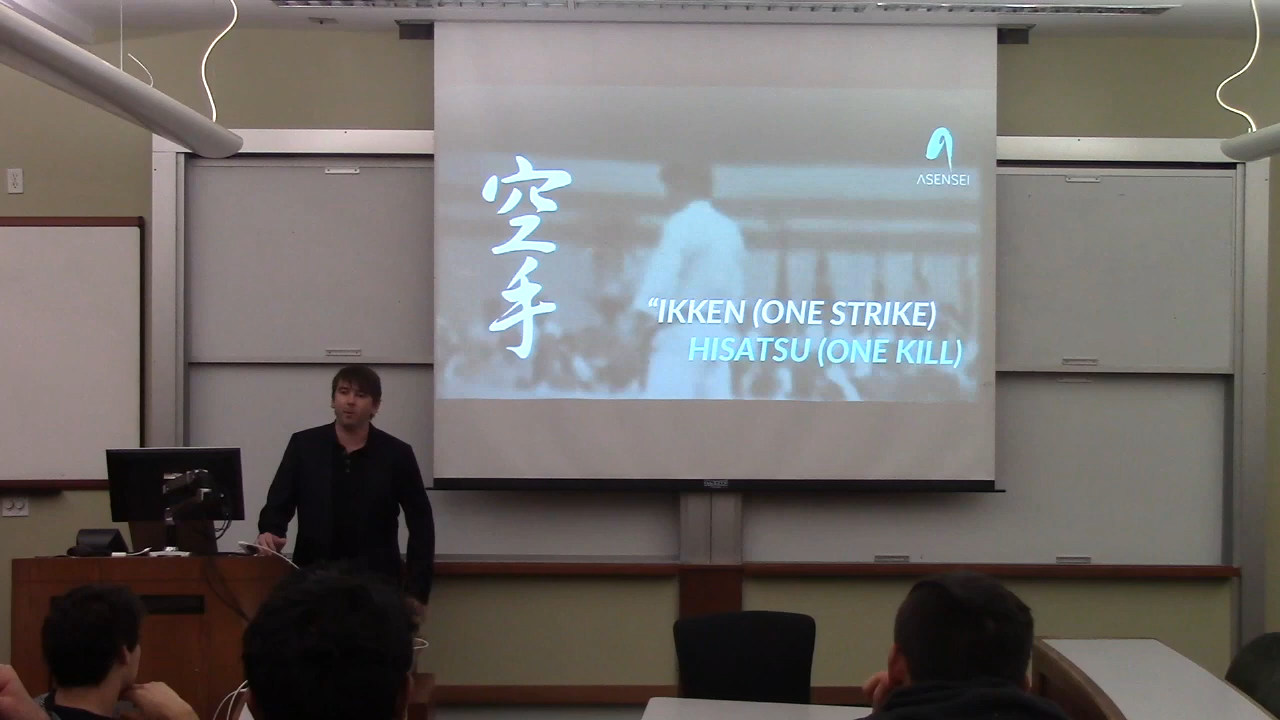 空手
ASENSEI
“IKKEN (ONE STRIKE)
HISATSU (ONE KILL)